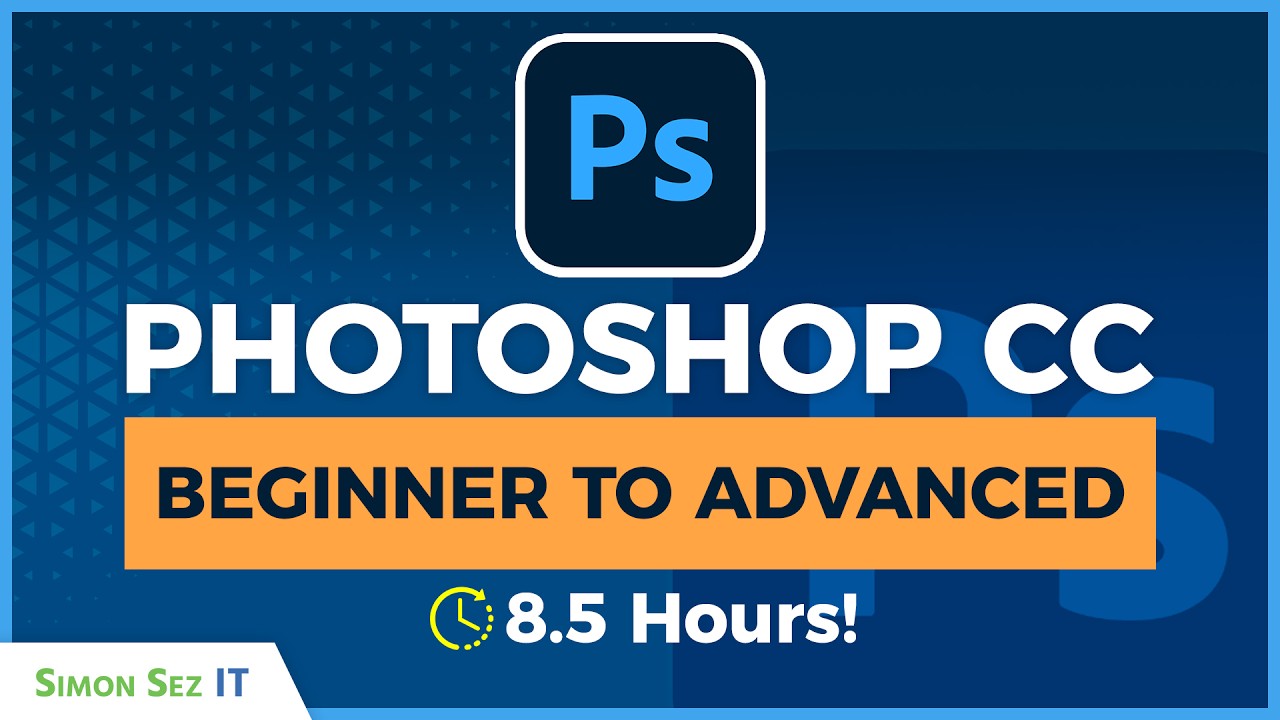 Ps
PHOTOSHOP CC
BEGINNER TO ADVANCED
8.5 Hours!
SIMON SEZ IT